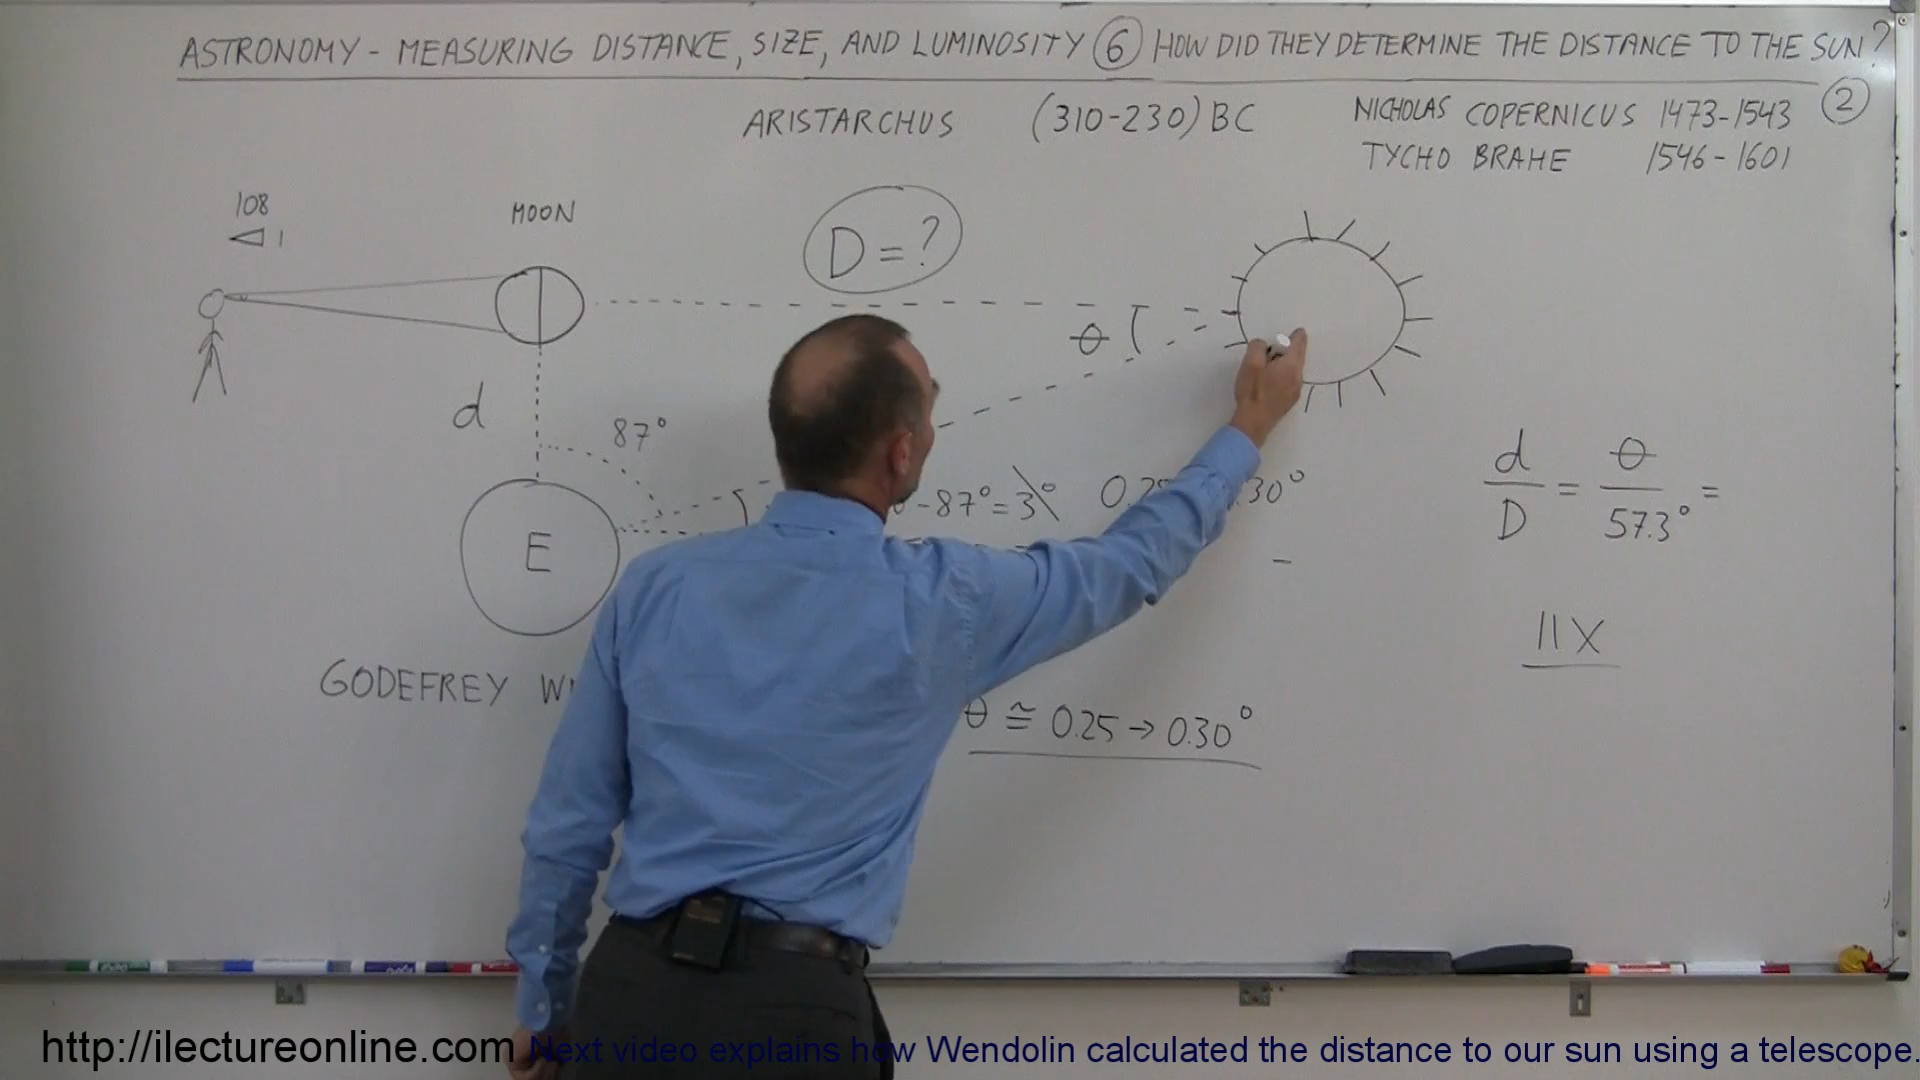 ASTRONOMY - MEASURING DISTANCE, SIZE, AND LUMINOSITY 6 HOW DID THEY DETERMINE THE DISTANCE TO THE SUN?
2
ARISTARCHUS (310-230) BC
NICHOLAS COPERNICUS 1473-1543
TYCHO BRAHE 1546-1601
108
1
MOON
D = ?
θ
d
87°
-87° = 3°
30°
E
d/D = θ/57.3° =
11X
GODEFREY
θ ≅ 0.25 → 0.30°
http://ilectureonline.com
Next video explains how Wendolin calculated the distance to our sun using a telescope.